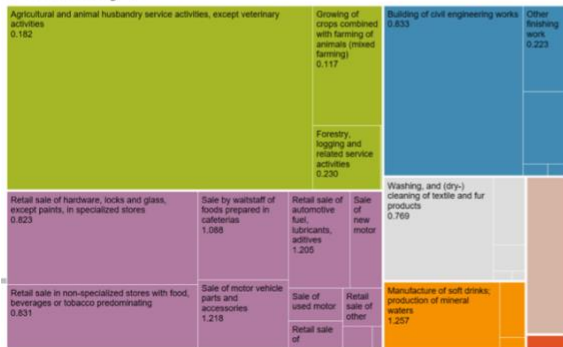 Agricultural and animal husbandry service activities, except veterinary
activities
0.182
Growing of
crops combined
with farming of
animals (mixed
farming)
0.117
Forestry,
logging and
related service
activities
0.230
Building of civil engineering works
0.833
Other
finishing
work
0.223
Retail sale of hardware, locks and glass,
except paints, in specialized stores
0.823
Sale by waitstaff of
foods prepared in
cafeterias
1.088
Retail sale of
automotive
fuel,
lubricants,
aditives
1.205
Sale
of
new
motor
Washing, and (dry-)
cleaning of textile and fur
products
0.769
Retail sale in non-specialized stores with food,
beverages or tobacco predominating
0.831
Sale of motor vehicle
parts and
accessories
1.218
Sale of
used motor
Retail
sale of
other
Retail sale
of
Manufacture of soft drinks;
production of mineral
waters
1.257